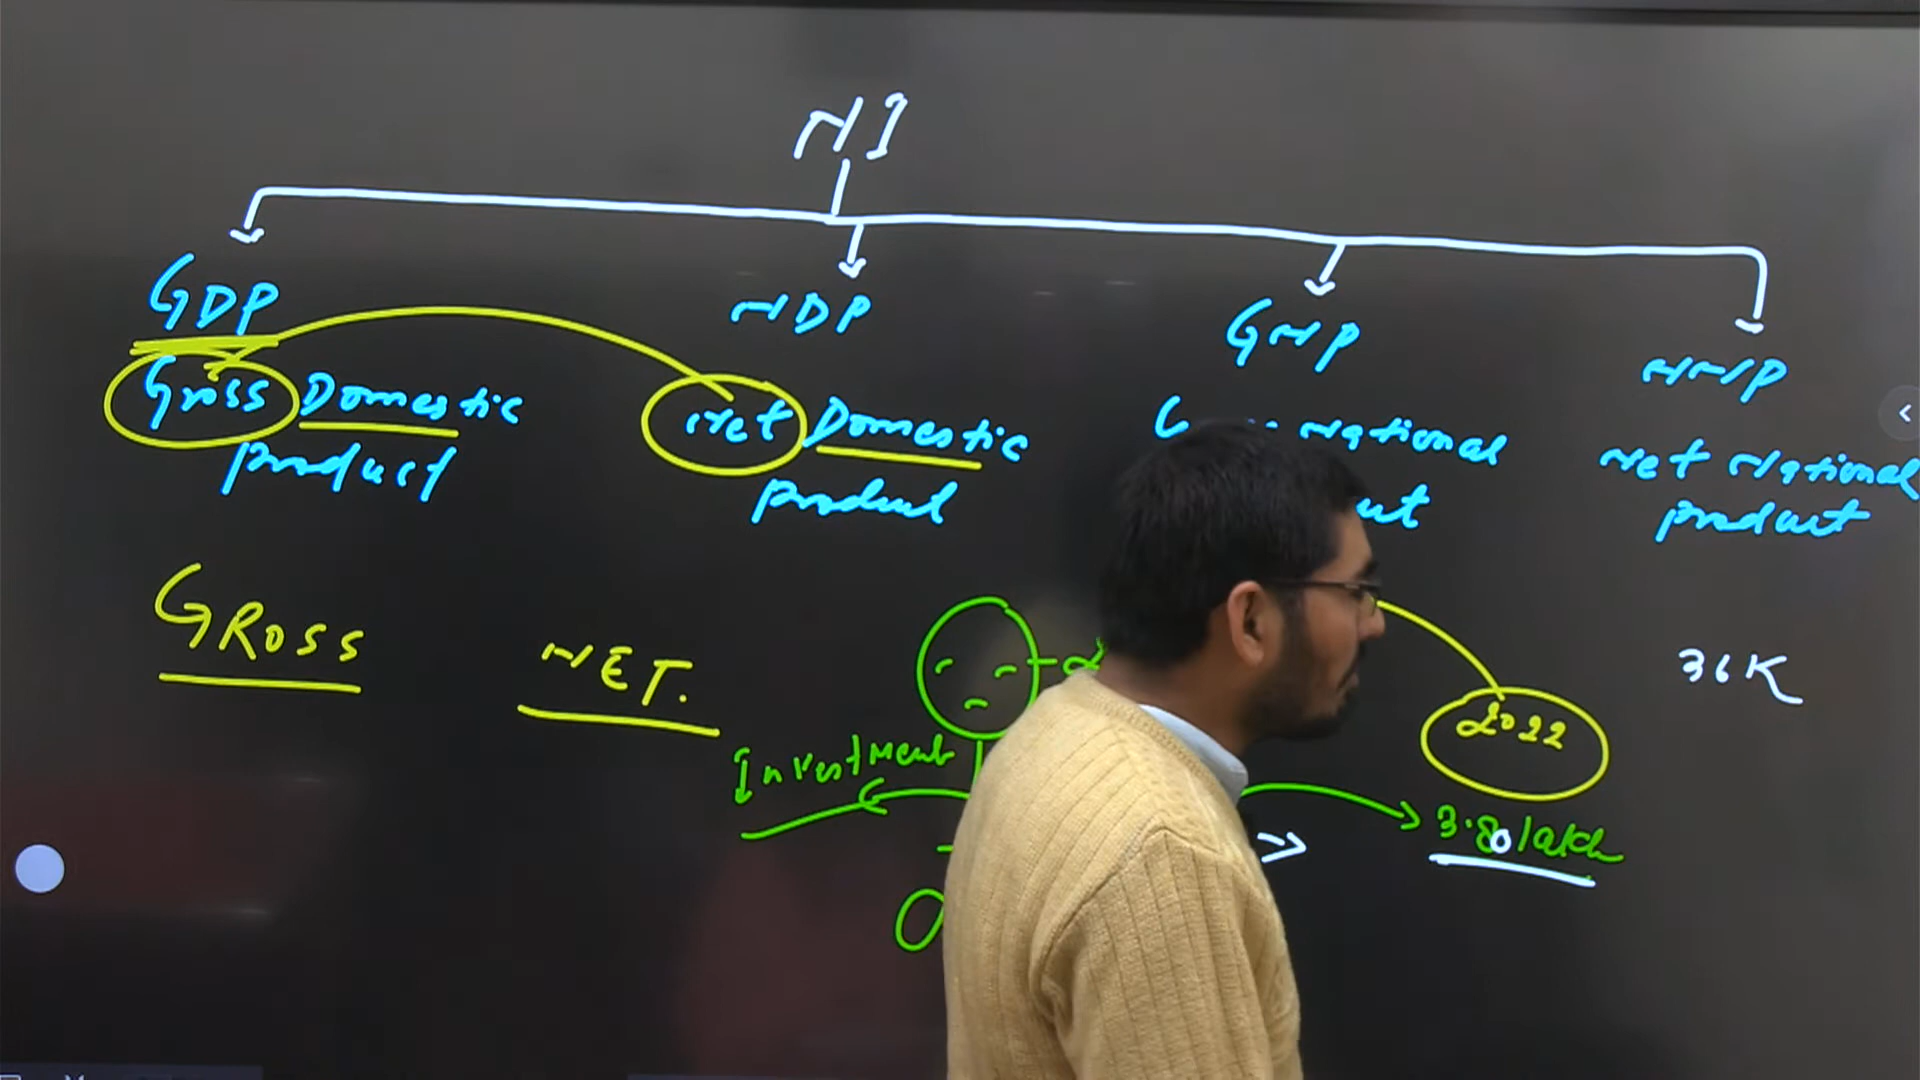 NI
GDP
NDP
GNP
NNP
Gross Domestic
product
Net Domestic
product
National
Net National
product
GROSS
NET.
Investment
2022
3.80 lakh
36K